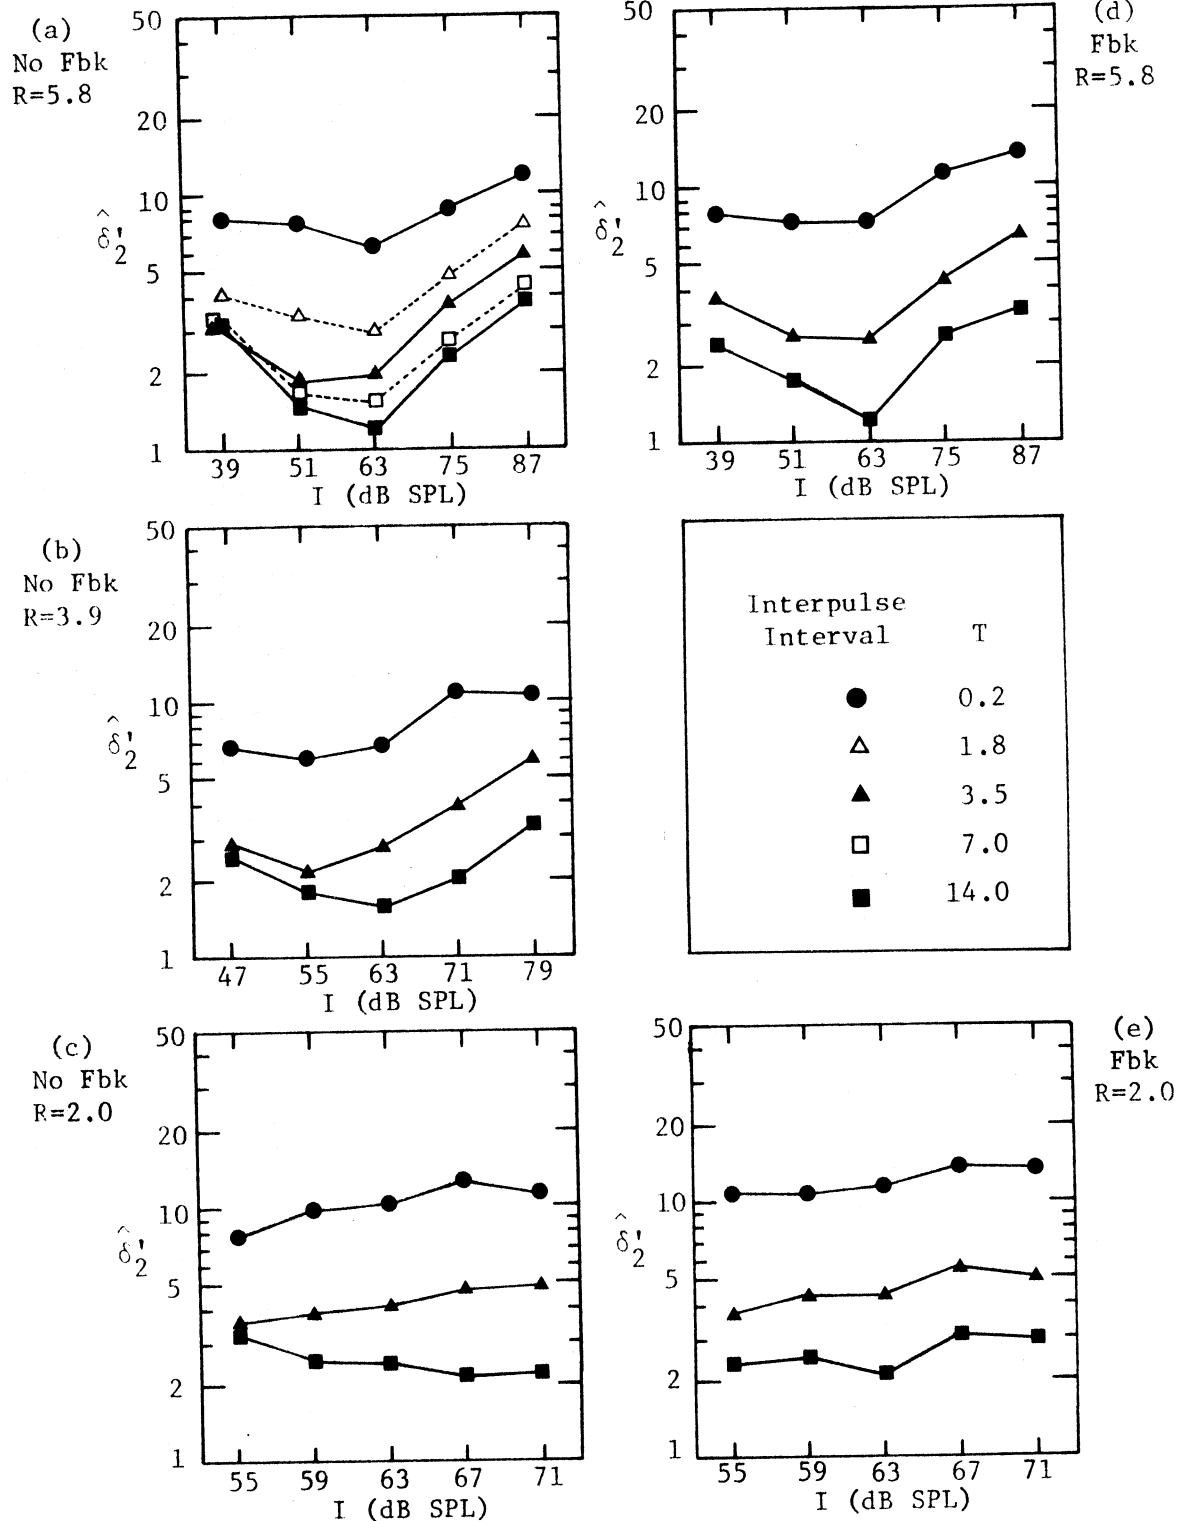 (a)
No Fbk
R=5.8
50
20
10
5
2
1
δ̂'₂
39 51 63 75 87
I (dB SPL)
(d)
Fbk
R=5.8
50
20
10
5
2
1
δ̂'₂
39 51 63 75 87
I (dB SPL)
(b)
No Fbk
R=3.9
50
20
10
5
2
1
δ̂'₂
47 55 63 71 79
I (dB SPL)
Interpulse
Interval T
0.2
1.8
3.5
7.0
14.0
(c)
No Fbk
R=2.0
50
20
10
5
2
1
δ̂'₂
55 59 63 67 71
I (dB SPL)
(e)
Fbk
R=2.0
50
20
10
5
2
1
δ̂'₂
55 59 63 67 71
I (dB SPL)